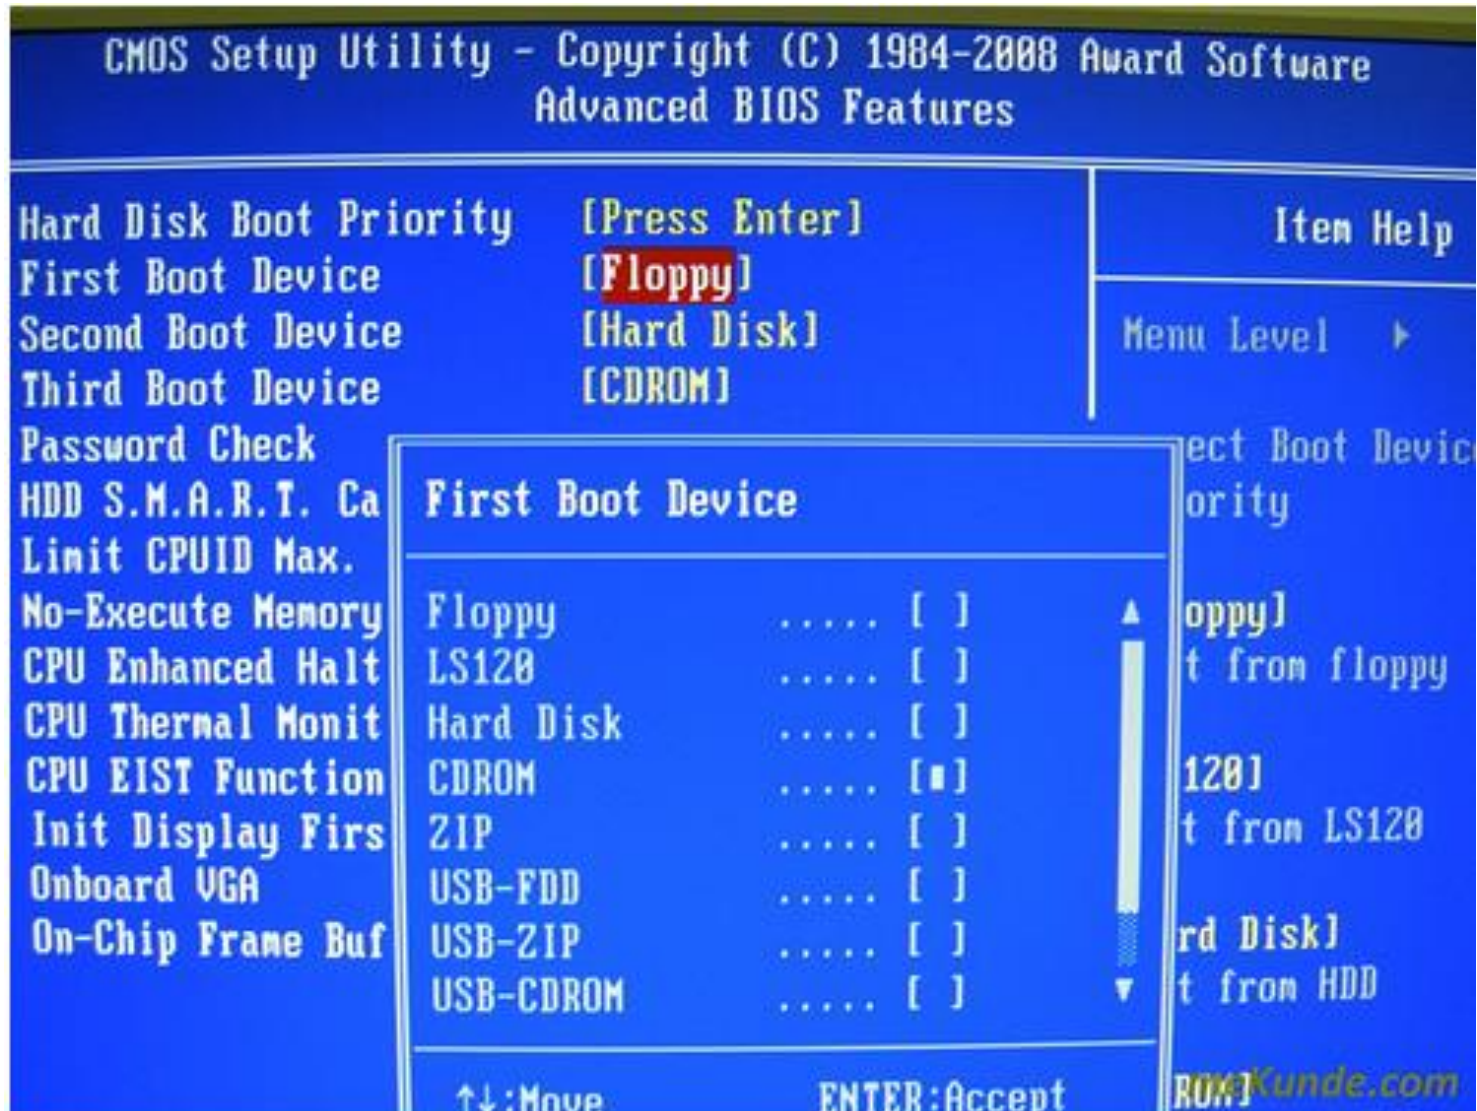 CMOS Setup Utility - Copyright (C) 1984-2008 Award Software
Advanced BIOS Features
Hard Disk Boot Priority [Press Enter]
First Boot Device [Floppy]
Second Boot Device [Hard Disk]
Third Boot Device [CDROM]
Password Check
HDD S.M.A.R.T. Ca
Limit CPUID Max.
No-Execute Memory
CPU Enhanced Halt
CPU Thermal Monit
CPU EIST Function
Init Display Firs
Onboard VGA
On-Chip Frame Buf
First Boot Device
Floppy ..... [ ]
LS120 ..... [ ]
Hard Disk ..... [ ]
CDROM ..... [■]
ZIP ..... [ ]
USB-FDD ..... [ ]
USB-ZIP ..... [ ]
USB-CDROM ..... [ ]
↑↓:Move ENTER:Accept
Item Help
Menu Level ▶
ect Boot Devic
ority
oppy]
t from floppy
120]
t from LS120
rd Disk]
t from HDD
ROM]